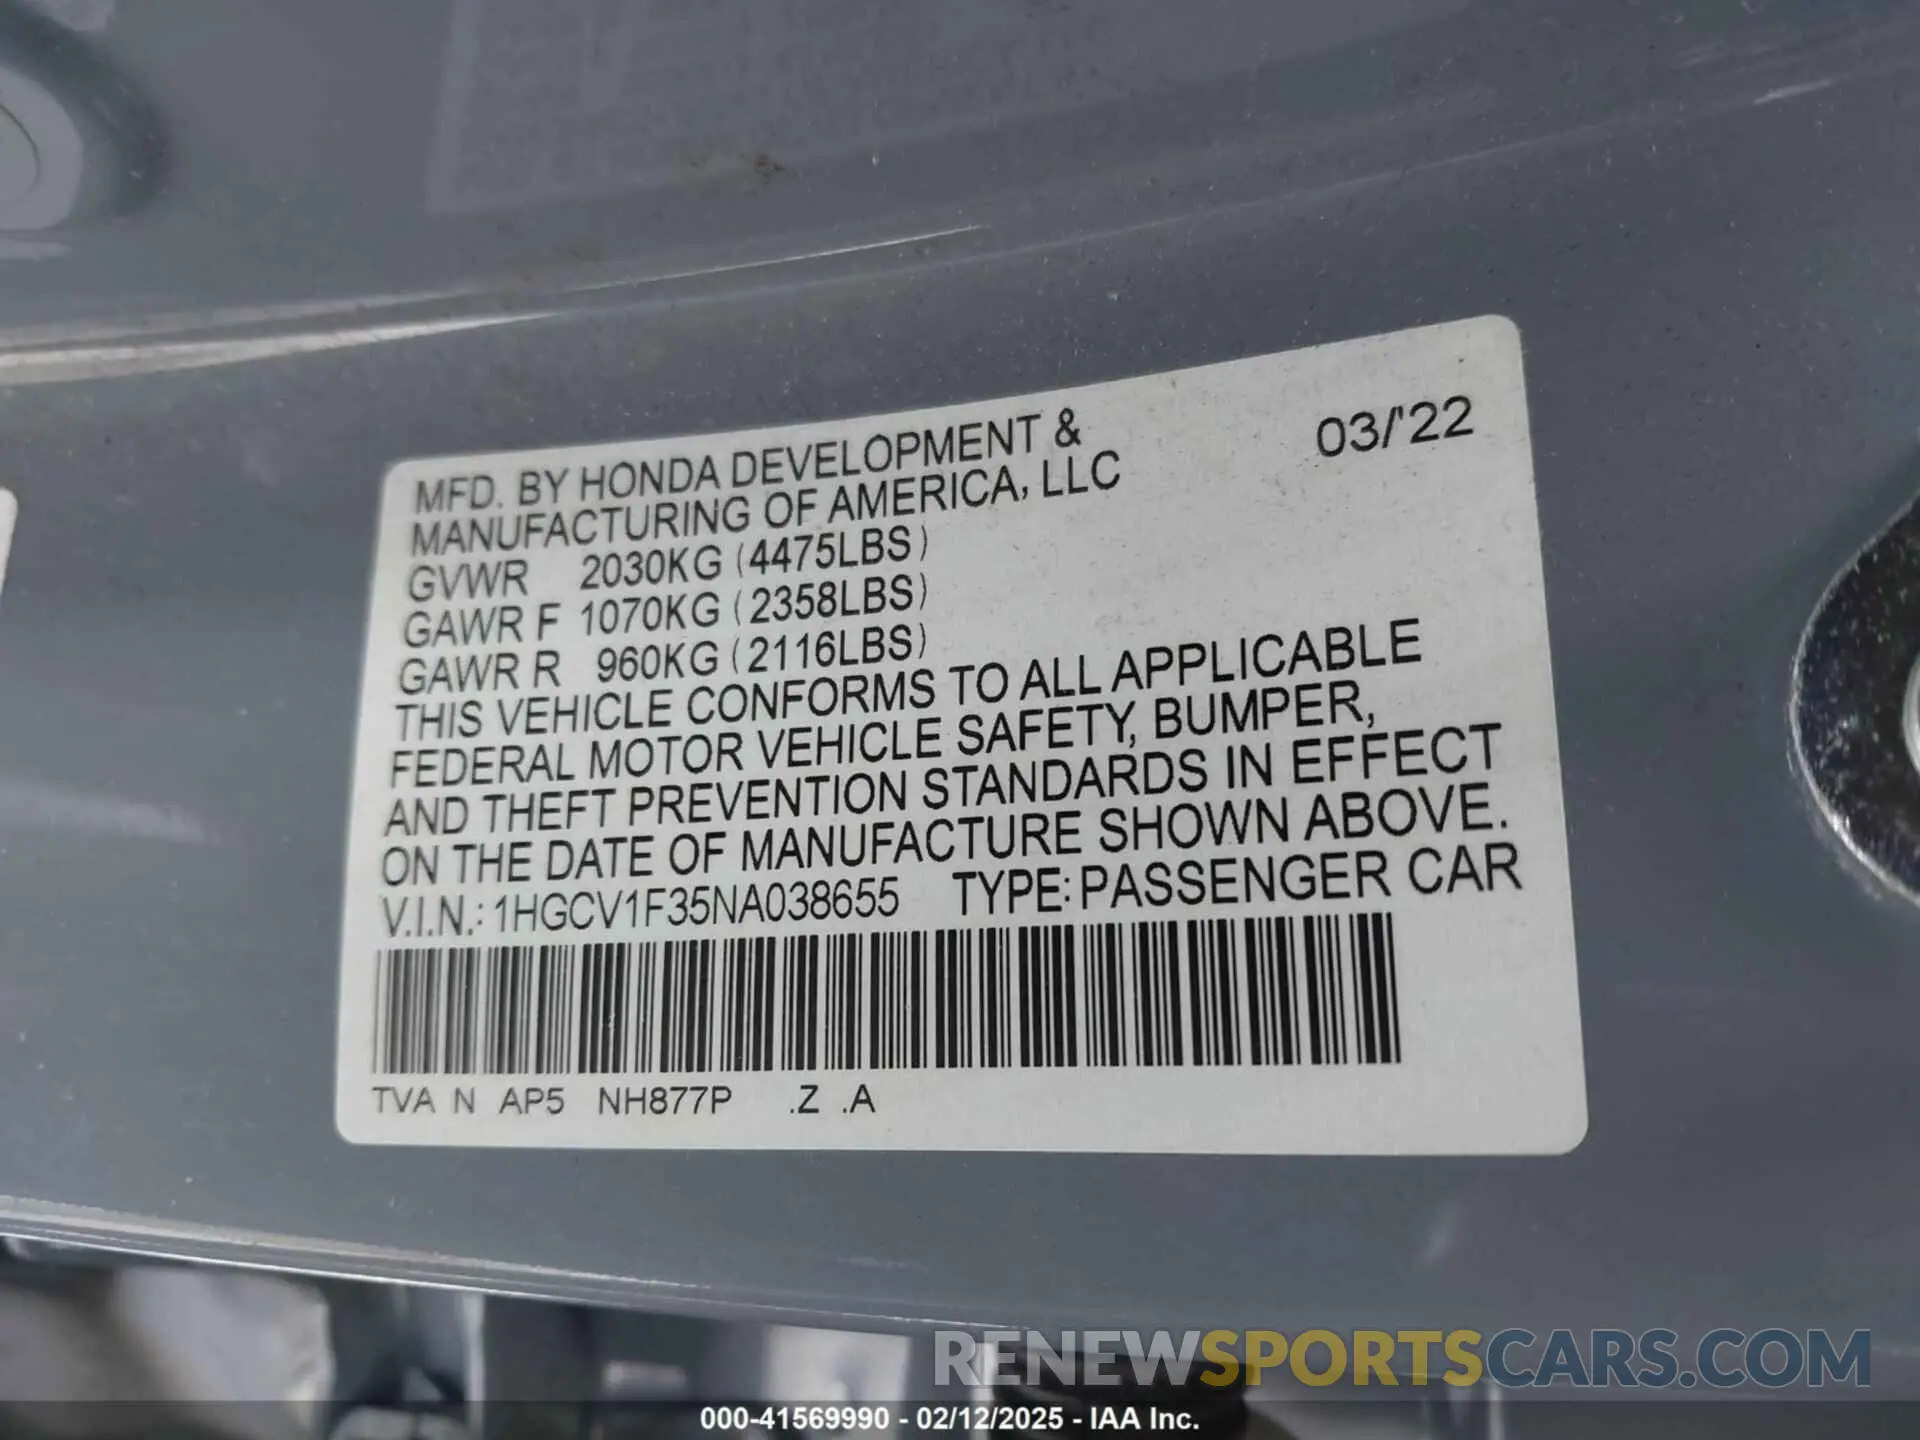 MFD. BY HONDA DEVELOPMENT & 03/'22
MANUFACTURING OF AMERICA, LLC
GVWR 2030KG (4475LBS)
GAWR F 1070KG (2358LBS)
GAWR R 960KG (2116LBS)
THIS VEHICLE CONFORMS TO ALL APPLICABLE
FEDERAL MOTOR VEHICLE SAFETY, BUMPER,
AND THEFT PREVENTION STANDARDS IN EFFECT
ON THE DATE OF MANUFACTURE SHOWN ABOVE.
V.I.N.: 1HGCV1F35NA038655 TYPE: PASSENGER CAR
TVA N AP5 NH877P .Z .A
RENEWSPORTSCARS.COM
000-41569990 - 02/12/2025 - IAA Inc.